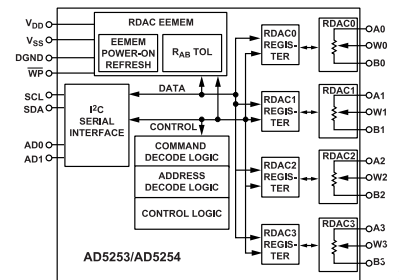 VDD
VSS
DGND
WP
SCL
SDA
AD0
AD1
RDAC EEMEM
EEMEM
POWER-ON
REFRESH
RAB TOL
I2C
SERIAL
INTERFACE
DATA
CONTROL
COMMAND
DECODE LOGIC
ADDRESS
DECODE LOGIC
CONTROL LOGIC
AD5253/AD5254
RDAC0
REGIS-
TER
RDAC0
A0
W0
B0
RDAC1
REGIS-
TER
RDAC1
A1
W1
B1
RDAC2
REGIS-
TER
RDAC2
A2
W2
B2
RDAC3
REGIS-
TER
RDAC3
A3
W3
B3